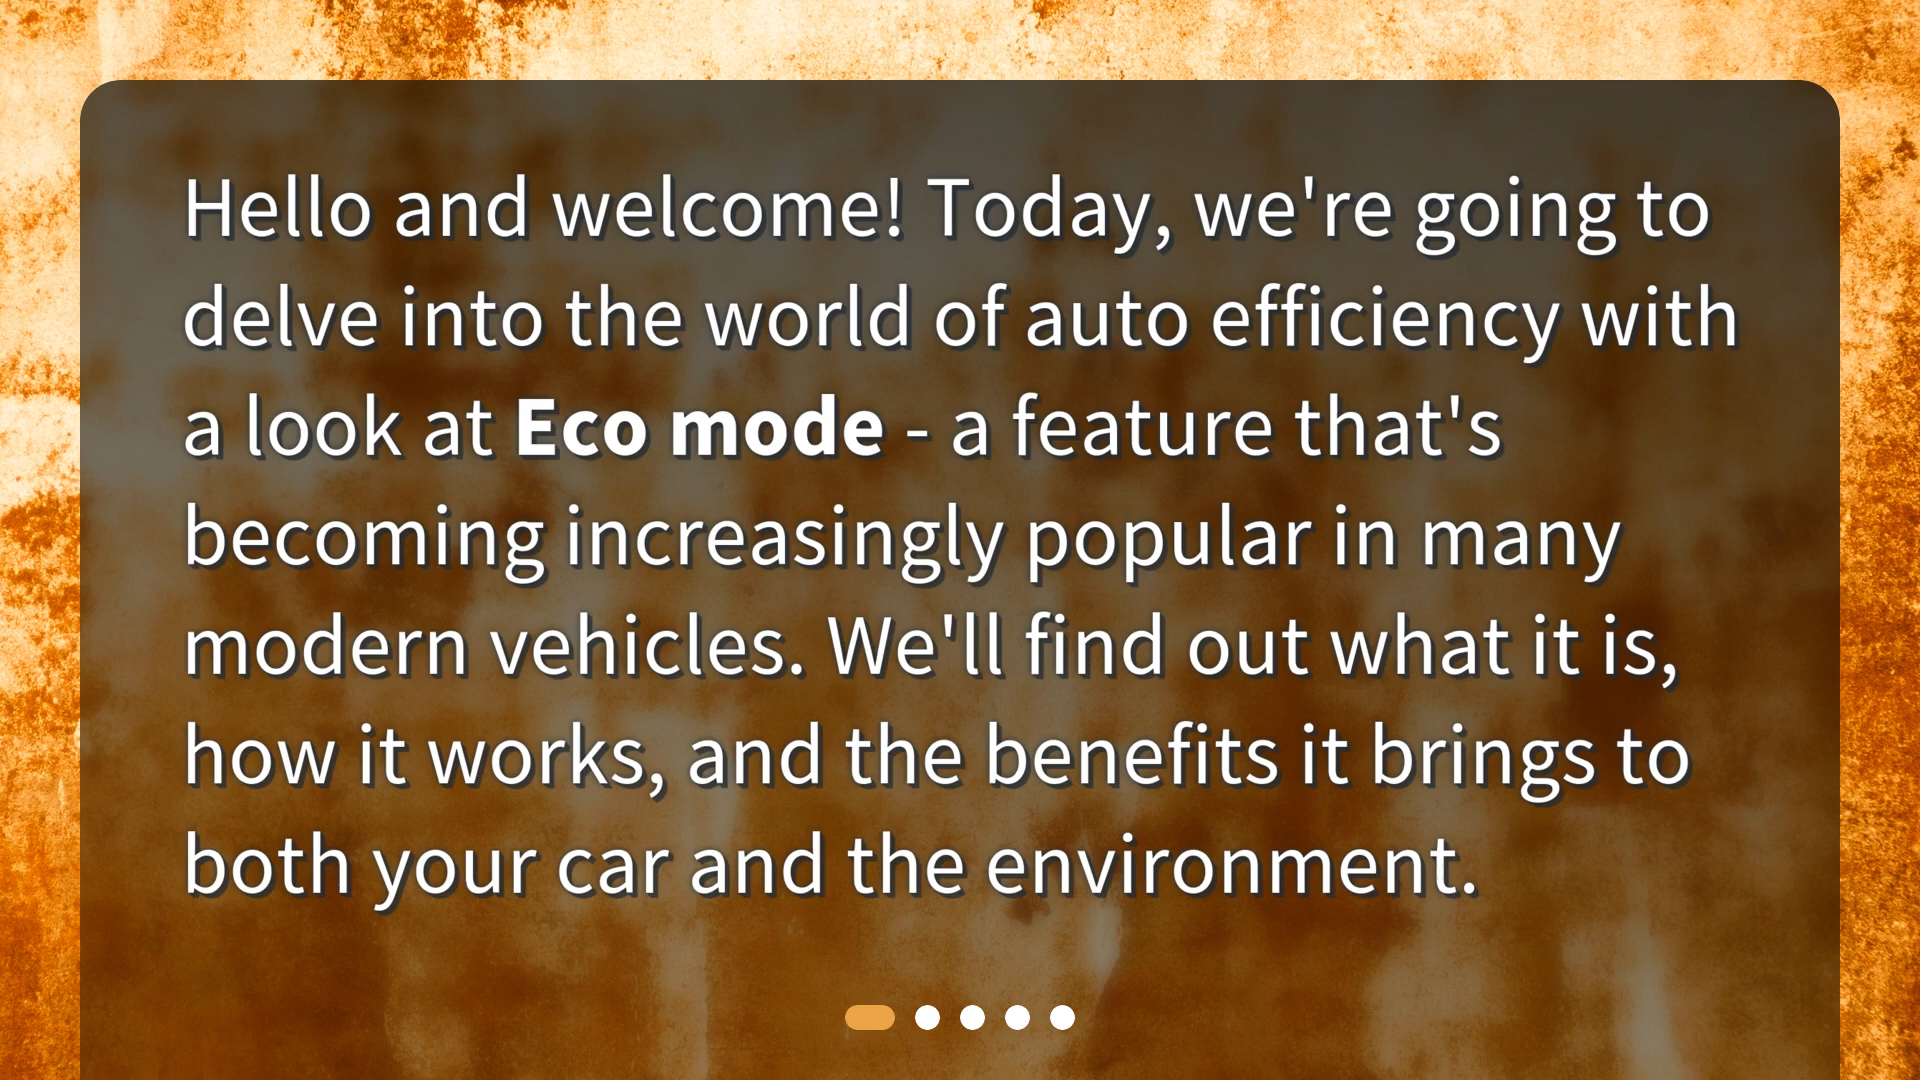 Hello and welcome! Today, we're going to
delve into the world of auto efficiency with
a look at Eco mode - a feature that's
becoming increasingly popular in many
modern vehicles. We'll find out what it is,
how it works, and the benefits it brings to
both your car and the environment.